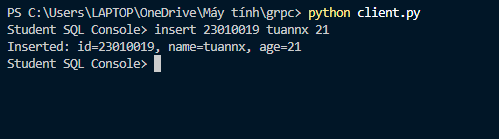 PS C:\Users\LAPTOP\OneDrive\Máy tính\grpc> python client.py
Student SQL Console> insert 23010019 tuannx 21
Inserted: id=23010019, name=tuannx, age=21
Student SQL Console>